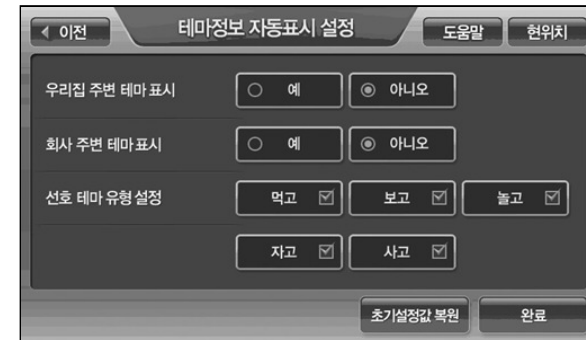 이전 테마정보 자동표시 설정 도움말 현위치
우리집 주변 테마 표시 예 아니오
회사 주변 테마 표시 예 아니오
선호 테마 유형 설정 먹고 보고 놀고
자고 사고
초기설정값 복원 완료